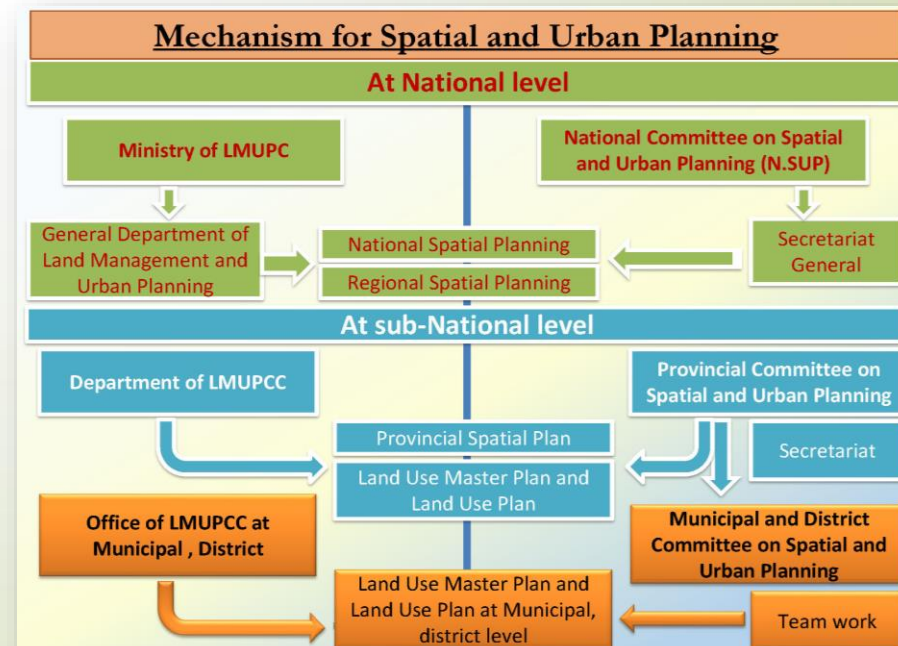 Mechanism for Spatial and Urban Planning
At National level
Ministry of LMUPC
National Committee on Spatial
and Urban Planning (N.SUP)
General Department of
Land Management and
Urban Planning
National Spatial Planning
Regional Spatial Planning
Secretariat
General
At sub-National level
Department of LMUPCC
Provincial Committee on
Spatial and Urban Planning
Provincial Spatial Plan
Secretariat
Land Use Master Plan and
Land Use Plan
Office of LMUPCC at
Municipal , District
Municipal and District
Committee on Spatial and
Urban Planning
Land Use Master Plan and
Land Use Plan at Municipal,
district level
Team work